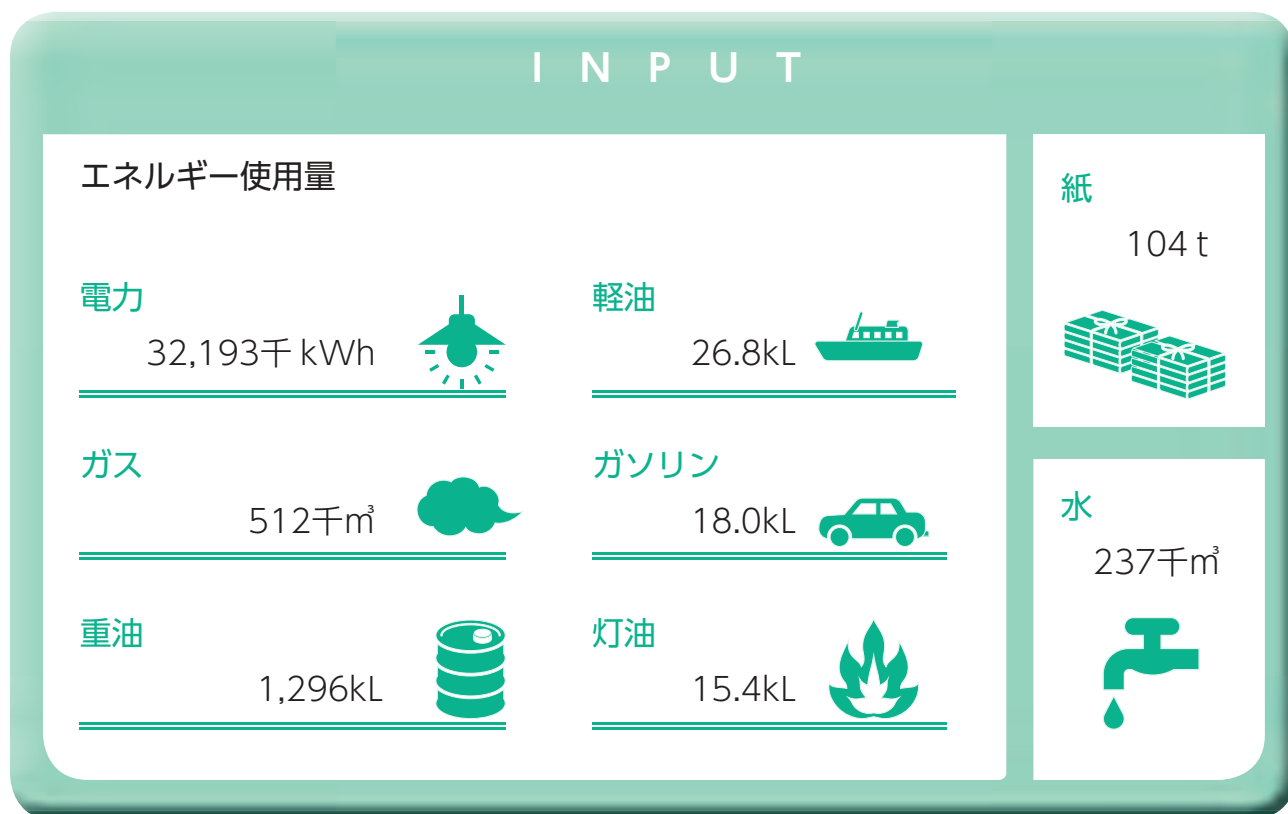 INPUT
エネルギー使用量
電力
32,193千 kWh
軽油
26.8kL
ガス
512千㎥
ガソリン
18.0kL
重油
1,296kL
灯油
15.4kL
紙
104 t
水
237千㎥